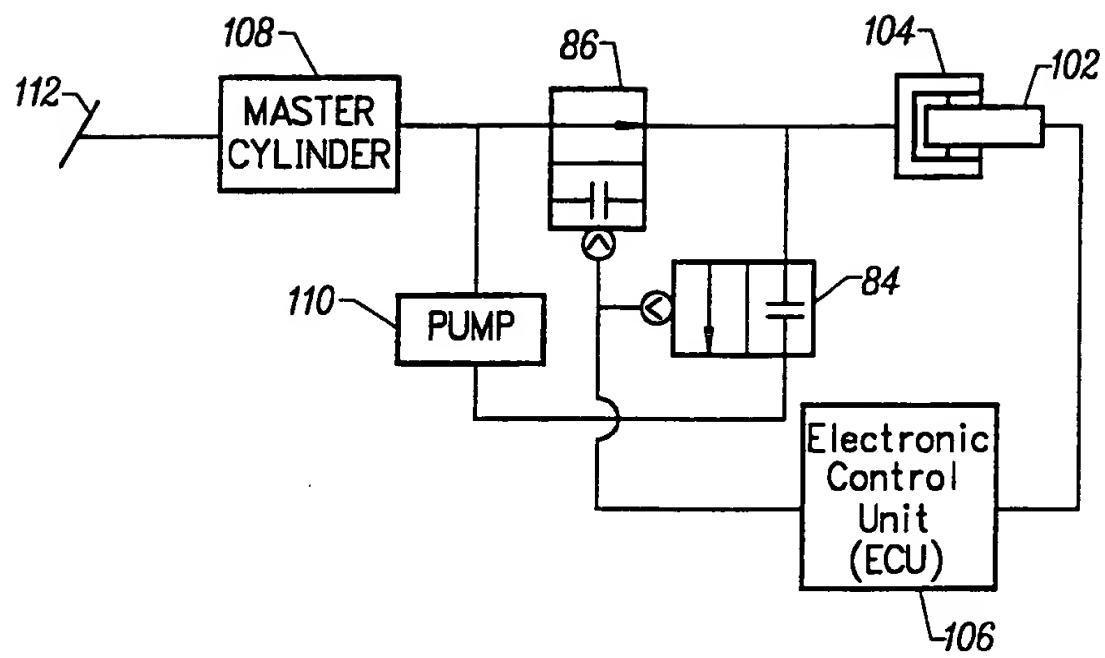 108
86
104
102
112
MASTER
CYLINDER
84
110
PUMP
Electronic
Control
Unit
(ECU)
106